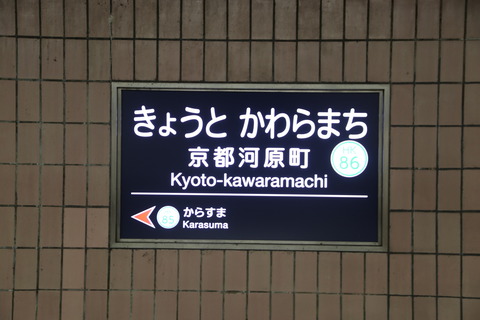 きょうと かわらまち
京都河原町
HK
86
Kyoto-kawaramachi
HK
85
からすま
Karasuma